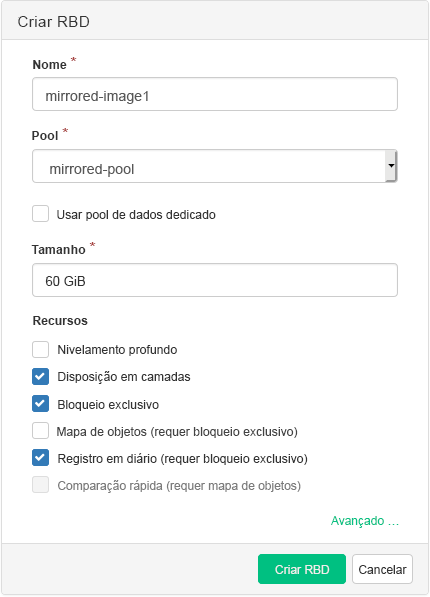 Criar RBD
Nome *
mirrored-image1
Pool *
mirrored-pool
Usar pool de dados dedicado
Tamanho *
60 GiB
Recursos
Nivelamento profundo
Disposição em camadas
Bloqueio exclusivo
Mapa de objetos (requer bloqueio exclusivo)
Registro em diário (requer bloqueio exclusivo)
Comparação rápida (requer mapa de objetos)
Avançado ...
Criar RBD Cancelar